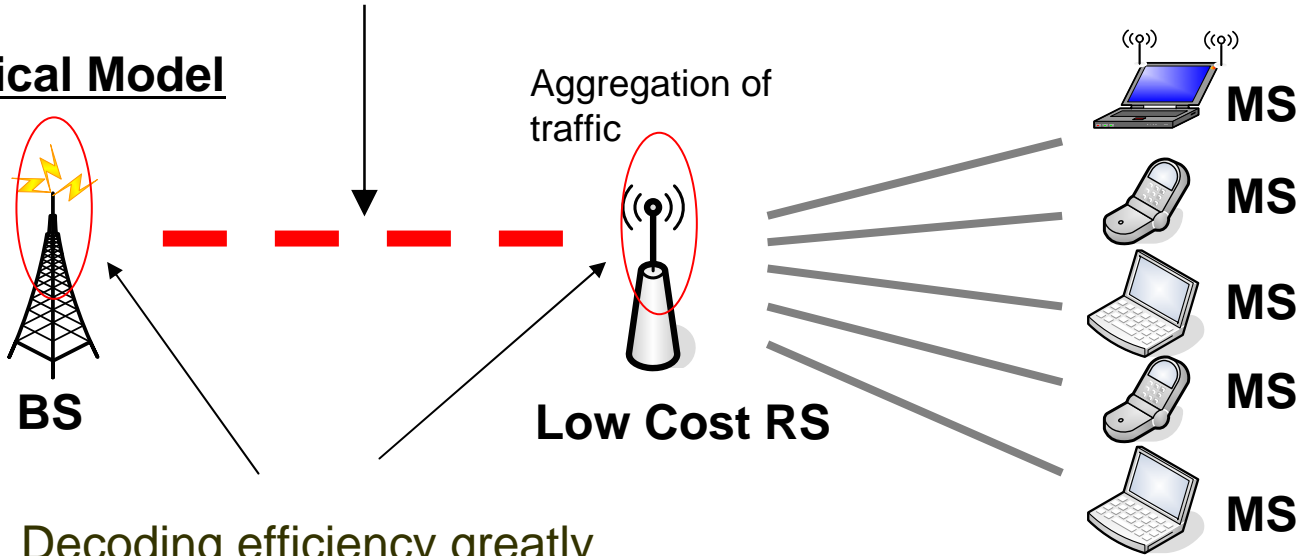 ical Model
Aggregation of
traffic
MS
MS
MS
MS
MS
BS
Low Cost RS
Decoding efficiency greatly